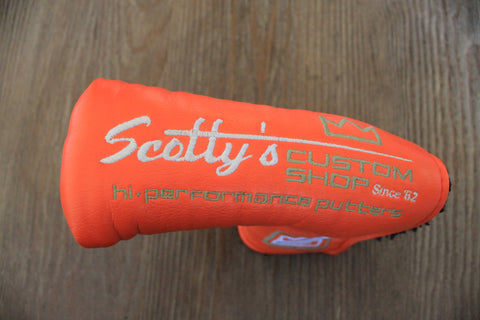 Scotty's
CUSTOM
SHOP Since '62
hi·performance putters